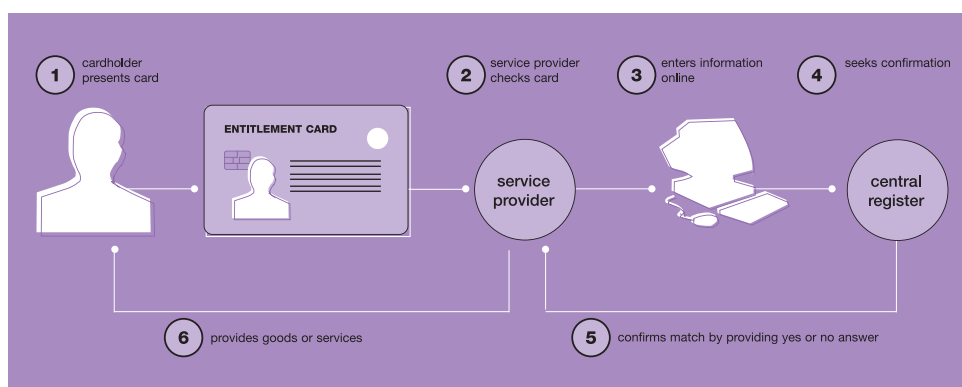 1
cardholder
presents card
2
service provider
checks card
3
enters information
online
4
seeks confirmation
ENTITLEMENT CARD
service
provider
central
register
6
provides goods or services
5
confirms match by providing yes or no answer